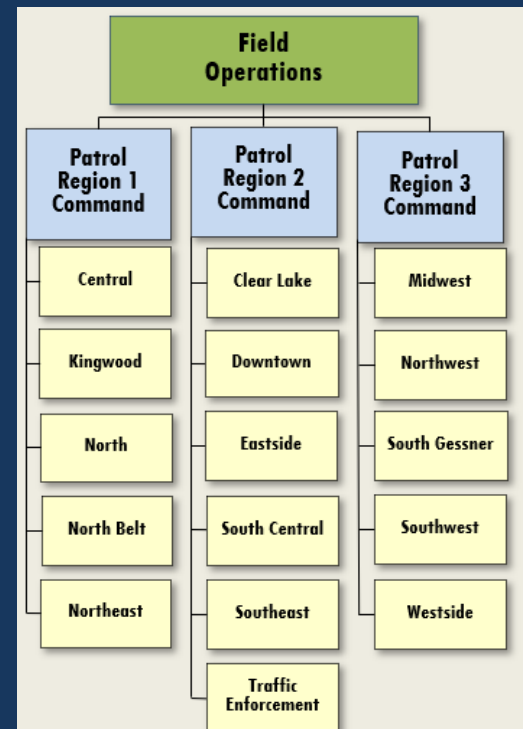 Field
Operations
Patrol
Region 1
Command
Central
Kingwood
North
North Belt
Northeast
Patrol
Region 2
Command
Clear Lake
Downtown
Eastside
South Central
Southeast
Traffic
Enforcement
Patrol
Region 3
Command
Midwest
Northwest
South Gessner
Southwest
Westside